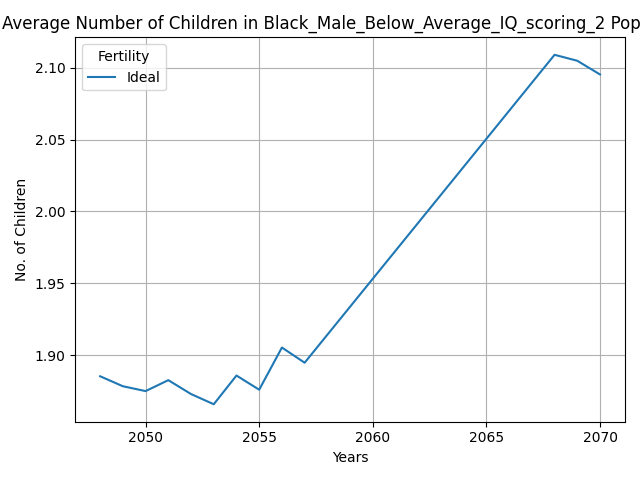 Average Number of Children in Black_Male_Below_Average_IQ_scoring_2 Pop
Fertility
Ideal
2.10
2.05
2.00
1.95
1.90
No. of Children
2050 2055 2060 2065 2070
Years